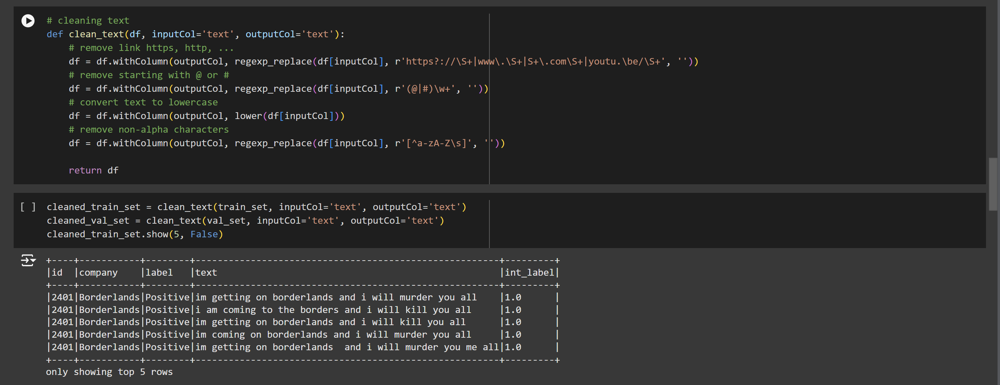 # cleaning text
def clean_text(df, inputCol='text', outputCol='text'):
    # remove link https, http, ...
    df = df.withColumn(outputCol, regexp_replace(df[inputCol], r'https?://\S+|www\.\S+|S+\.com\S+|youtu.\be/\S+', ''))
    # remove starting with @ or #
    df = df.withColumn(outputCol, regexp_replace(df[inputCol], r'(@|#)\w+', ''))
    # convert text to lowercase
    df = df.withColumn(outputCol, lower(df[inputCol]))
    # remove non-alpha characters
    df = df.withColumn(outputCol, regexp_replace(df[inputCol], r'[^a-zA-Z\s]', ''))
    return df
[ ] cleaned_train_set = clean_text(train_set, inputCol='text', outputCol='text')
cleaned_val_set = clean_text(val_set, inputCol='text', outputCol='text')
cleaned_train_set.show(5, False)
+----+-----------+--------+-------------------------------------------------------+---------+
|id  |company    |label   |text                                                   |int_label|
+----+-----------+--------+-------------------------------------------------------+---------+
|2401|Borderlands|Positive|im getting on borderlands and i will murder you all    |1.0      |
|2401|Borderlands|Positive|i am coming to the borders and i will kill you all     |1.0      |
|2401|Borderlands|Positive|im getting on borderlands and i will kill you all      |1.0      |
|2401|Borderlands|Positive|im coming on borderlands and i will murder you all     |1.0      |
|2401|Borderlands|Positive|im getting on borderlands  and i will murder you me all|1.0      |
+----+-----------+--------+-------------------------------------------------------+---------+
only showing top 5 rows